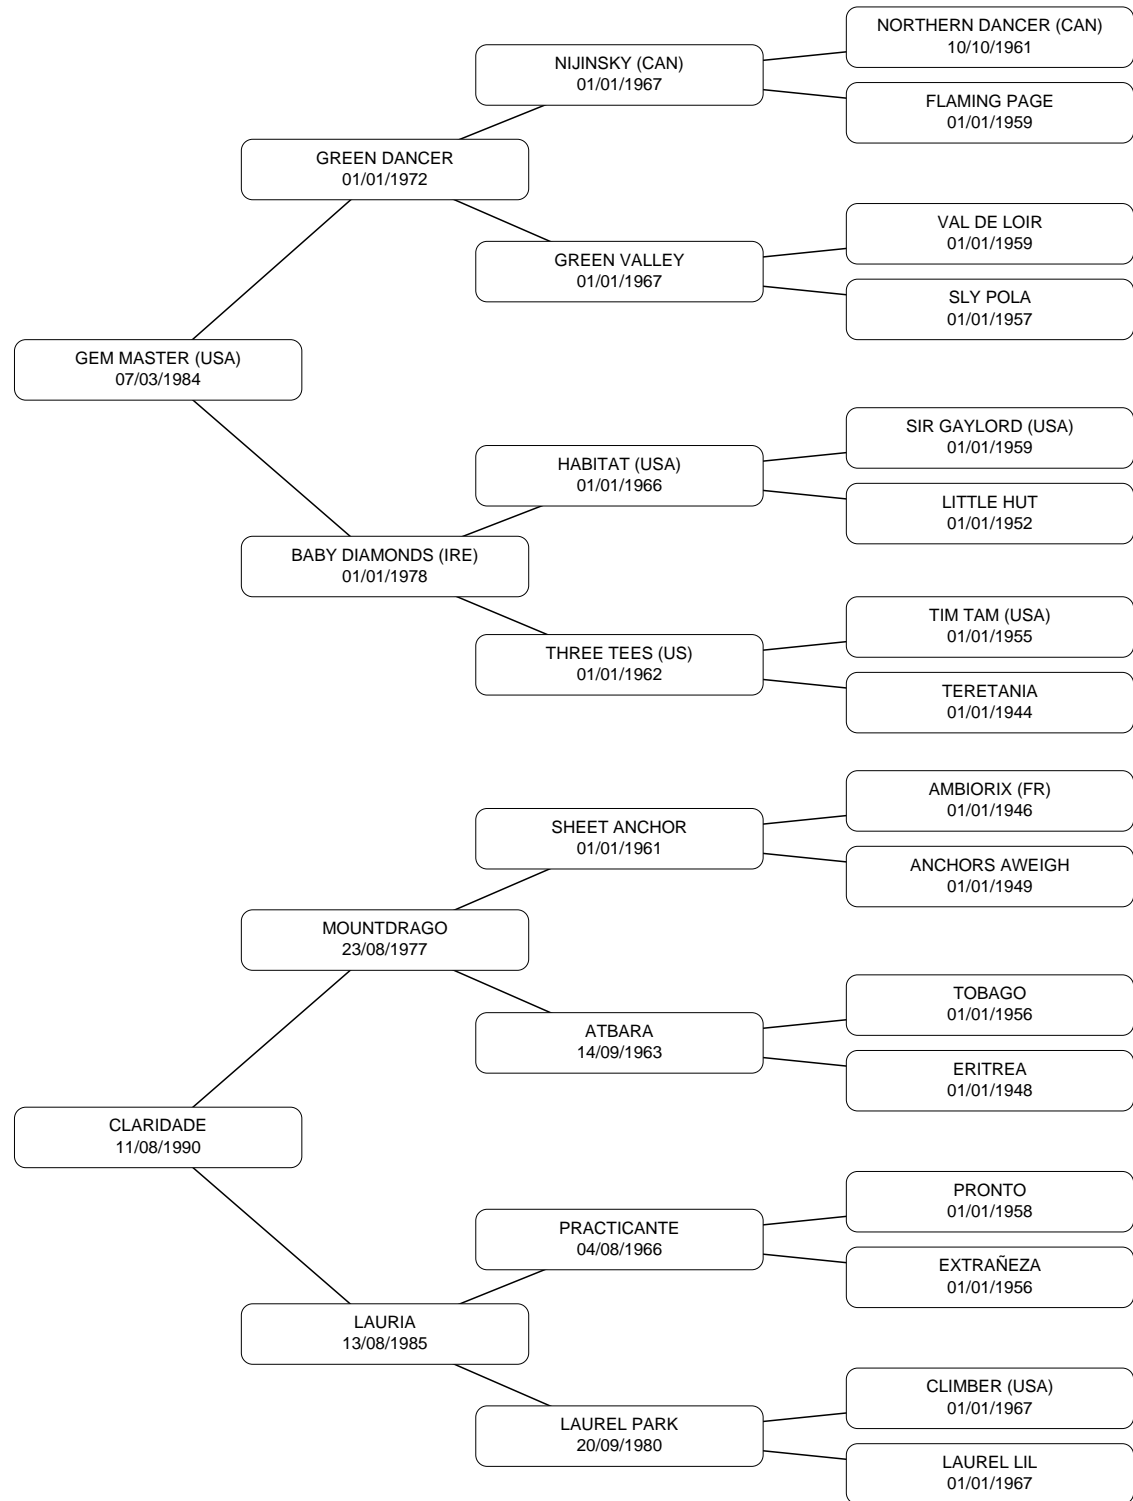 NORTHERN DANCER (CAN)
10/10/1961
NIJINSKY (CAN)
01/01/1967
FLAMING PAGE
01/01/1959
GREEN DANCER
01/01/1972
VAL DE LOIR
01/01/1959
GREEN VALLEY
01/01/1967
SLY POLA
01/01/1957
GEM MASTER (USA)
07/03/1984
SIR GAYLORD (USA)
01/01/1959
HABITAT (USA)
01/01/1966
LITTLE HUT
01/01/1952
BABY DIAMONDS (IRE)
01/01/1978
TIM TAM (USA)
01/01/1955
THREE TEES (US)
01/01/1962
TERETANIA
01/01/1944
AMBIORIX (FR)
01/01/1946
SHEET ANCHOR
01/01/1961
ANCHORS AWEIGH
01/01/1949
MOUNTDRAGO
23/08/1977
TOBAGO
01/01/1956
ATBARA
14/09/1963
ERITREA
01/01/1948
CLARIDADE
11/08/1990
PRONTO
01/01/1958
PRACTICANTE
04/08/1966
EXTRAÑEZA
01/01/1956
LAURIA
13/08/1985
CLIMBER (USA)
01/01/1967
LAUREL PARK
20/09/1980
LAUREL LIL
01/01/1967